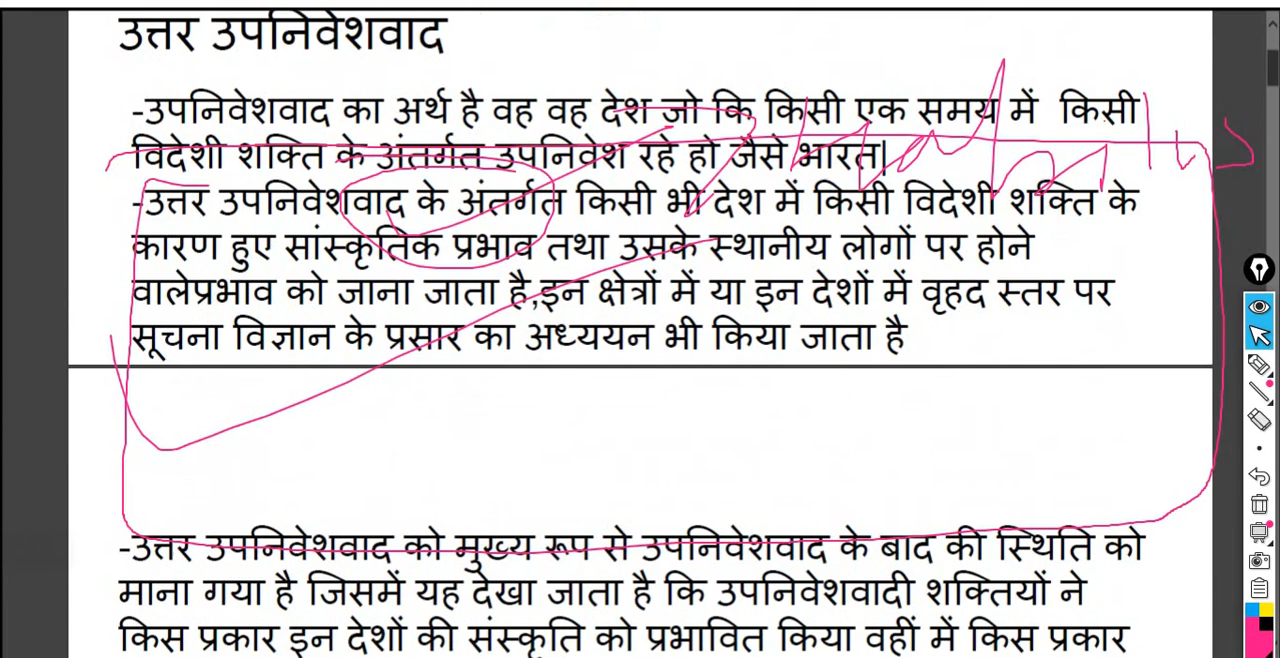 उत्तर उपनिवेशवाद
-उपनिवेशवाद का अर्थ है वह वह देश जो कि किसी एक समय में किसी
विदेशी शक्ति के अंतर्गत उपनिवेश रहे हो जैसे भारत|
-उत्तर उपनिवेशवाद के अंतर्गत किसी भी देश में किसी विदेशी शक्ति के
कारण हुए सांस्कृतिक प्रभाव तथा उसके स्थानीय लोगों पर होने
वालेप्रभाव को जाना जाता है,इन क्षेत्रों में या इन देशों में वृहद स्तर पर
सूचना विज्ञान के प्रसार का अध्ययन भी किया जाता है
-उत्तर उपनिवेशवाद को मुख्य रूप से उपनिवेशवाद के बाद की स्थिति को
माना गया है जिसमें यह देखा जाता है कि उपनिवेशवादी शक्तियों ने
किस प्रकार इन देशों की संस्कृति को प्रभावित किया वहीं में किस प्रकार